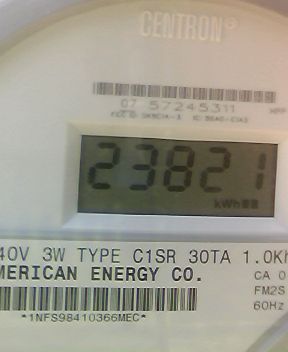 CENTRON®
07 57245311
23821
kWh
40V 3W TYPE C1SR 30TA 1.0Kh
MERICAN ENERGY CO.
CA 0
FM2S
60Hz
*1NFS98410366MEC*